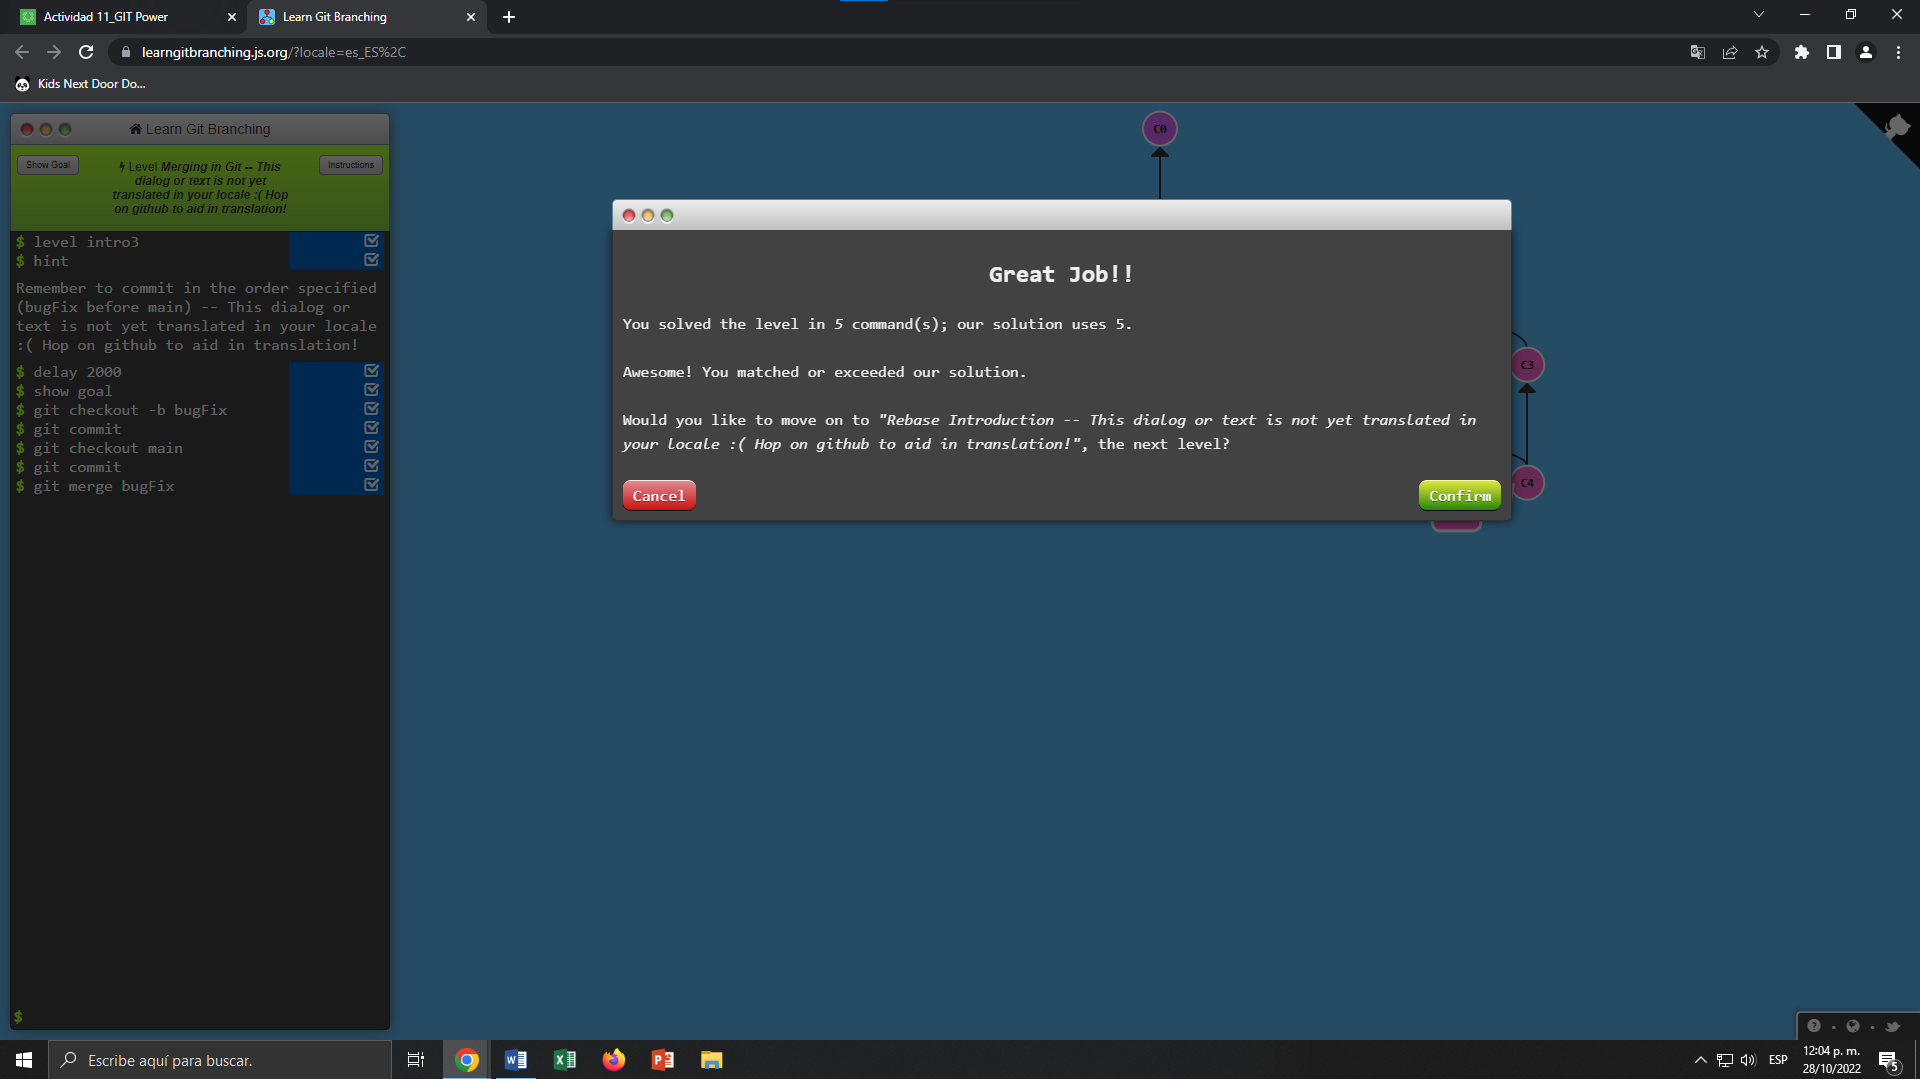 Actividad 11_GIT Power
Learn Git Branching
learngitbranching.js.org/?locale=es_ES%2C
Kids Next Door Do...
Learn Git Branching
Show Goal
Level Merging in Git -- This
dialog or text is not yet
translated in your locale :( Hop
on github to aid in translation!
Instructions
$ level intro3
$ hint
Remember to commit in the order specified
(bugFix before main) -- This dialog or
text is not yet translated in your locale
:( Hop on github to aid in translation!
$ delay 2000
$ show goal
$ git checkout -b bugFix
$ git commit
$ git checkout main
$ git commit
$ git merge bugFix
$
C0
C3
C4
Great Job!!
You solved the level in 5 command(s); our solution uses 5.
Awesome! You matched or exceeded our solution.
Would you like to move on to "Rebase Introduction -- This dialog or text is not yet translated in
your locale :( Hop on github to aid in translation!", the next level?
Cancel
Confirm
Escribe aquí para buscar.
ESP
12:04 p. m.
28/10/2022
5